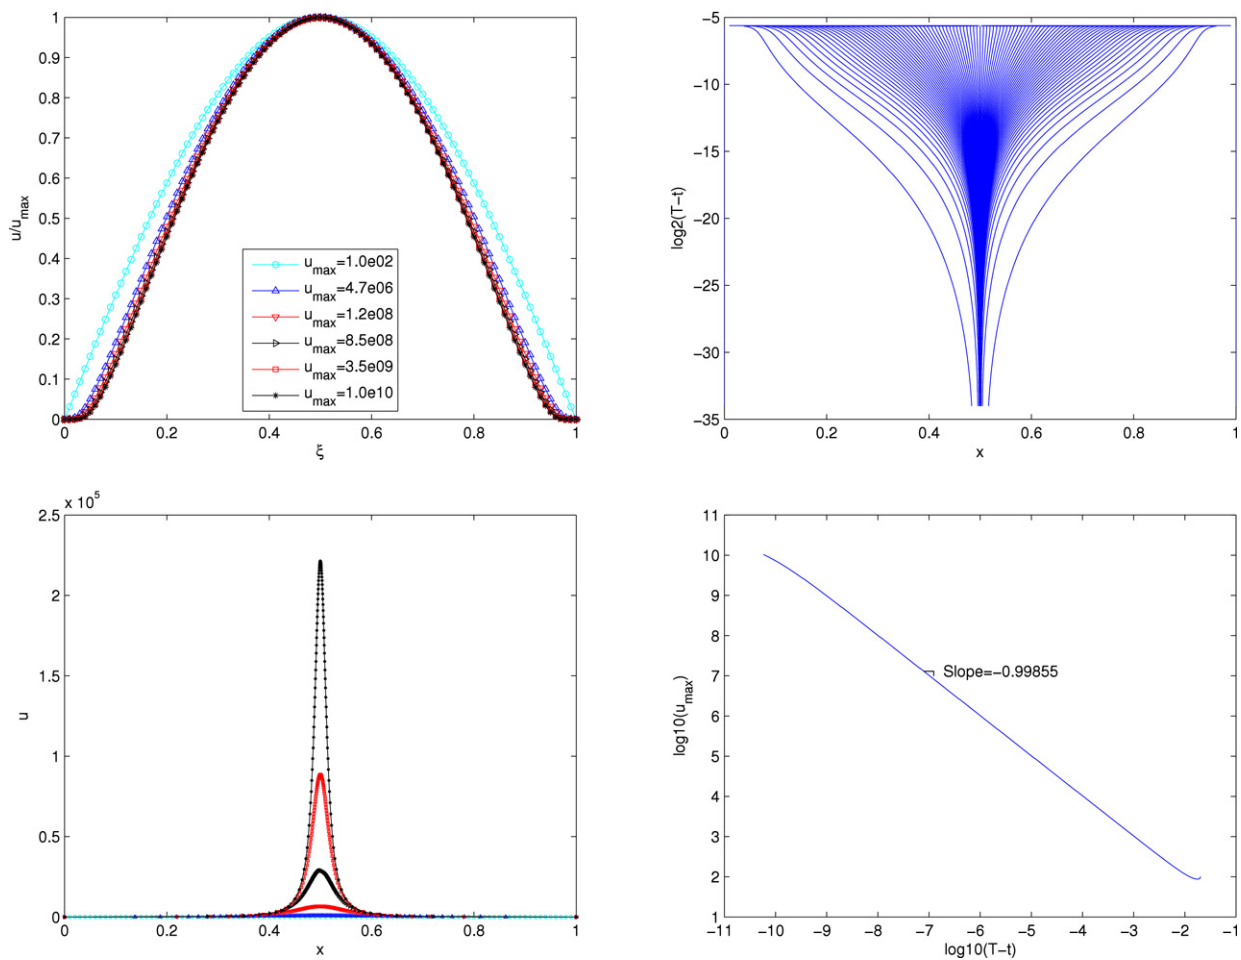 1
0.9
0.8
0.7
0.6
0.5
0.4
0.3
0.2
0.1
0
u/u_max
u_max=1.0e02
u_max=4.7e06
u_max=1.2e08
u_max=8.5e08
u_max=3.5e09
u_max=1.0e10
0 0.2 0.4 0.6 0.8 1
ξ
−5
−10
−15
−20
−25
−30
−35
log2(T−t)
0 0.2 0.4 0.6 0.8 1
x
x 10^5
2.5
2
1.5
1
0.5
0
u
0 0.2 0.4 0.6 0.8 1
x
11
10
9
8
7
6
5
4
3
2
1
log10(u_max)
Slope=−0.99855
−11 −10 −9 −8 −7 −6 −5 −4 −3 −2 −1
log10(T−t)